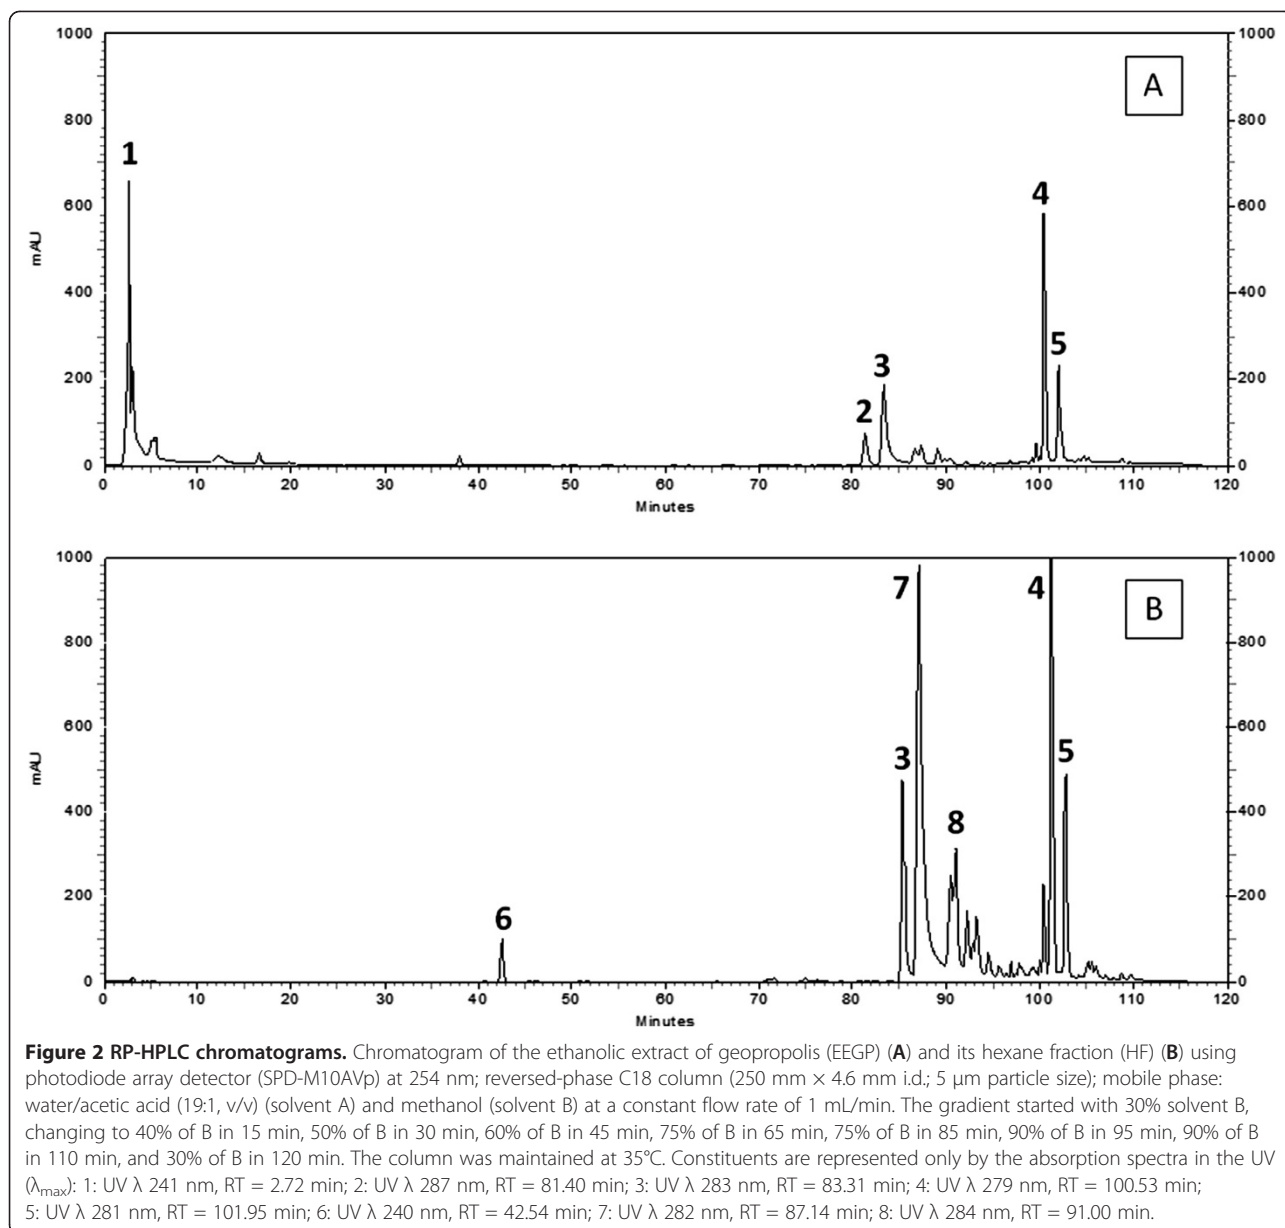 1000
1000
A
800
800
1
4
600
600
mAU
mAU
400
400
3
5
200
200
2
0
0
0 10 20 30 40 50 60 70 80 90 100 110 120
Minutes
1000
1000
7
4
B
800
800
600
600
3
5
mAU
mAU
400
400
8
200
200
6
0
0
0 10 20 30 40 50 60 70 80 90 100 110 120
Minutes
Figure 2 RP-HPLC chromatograms. Chromatogram of the ethanolic extract of geopropolis (EEGP) (A) and its hexane fraction (HF) (B) using
photodiode array detector (SPD-M10AVp) at 254 nm; reversed-phase C18 column (250 mm × 4.6 mm i.d.; 5 μm particle size); mobile phase:
water/acetic acid (19:1, v/v) (solvent A) and methanol (solvent B) at a constant flow rate of 1 mL/min. The gradient started with 30% solvent B,
changing to 40% of B in 15 min, 50% of B in 30 min, 60% of B in 45 min, 75% of B in 65 min, 75% of B in 85 min, 90% of B in 95 min, 90% of B
in 110 min, and 30% of B in 120 min. The column was maintained at 35°C. Constituents are represented only by the absorption spectra in the UV
(λmax): 1: UV λ 241 nm, RT = 2.72 min; 2: UV λ 287 nm, RT = 81.40 min; 3: UV λ 283 nm, RT = 83.31 min; 4: UV λ 279 nm, RT = 100.53 min;
5: UV λ 281 nm, RT = 101.95 min; 6: UV λ 240 nm, RT = 42.54 min; 7: UV λ 282 nm, RT = 87.14 min; 8: UV λ 284 nm, RT = 91.00 min.